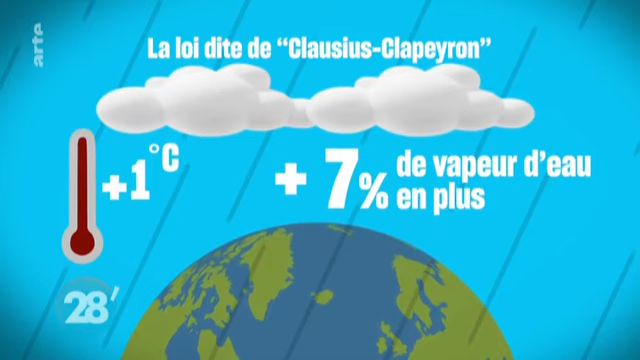 arte
La loi dite de “Clausius-Clapeyron”
+1°C
+ 7% de vapeur d’eau
en plus
28’